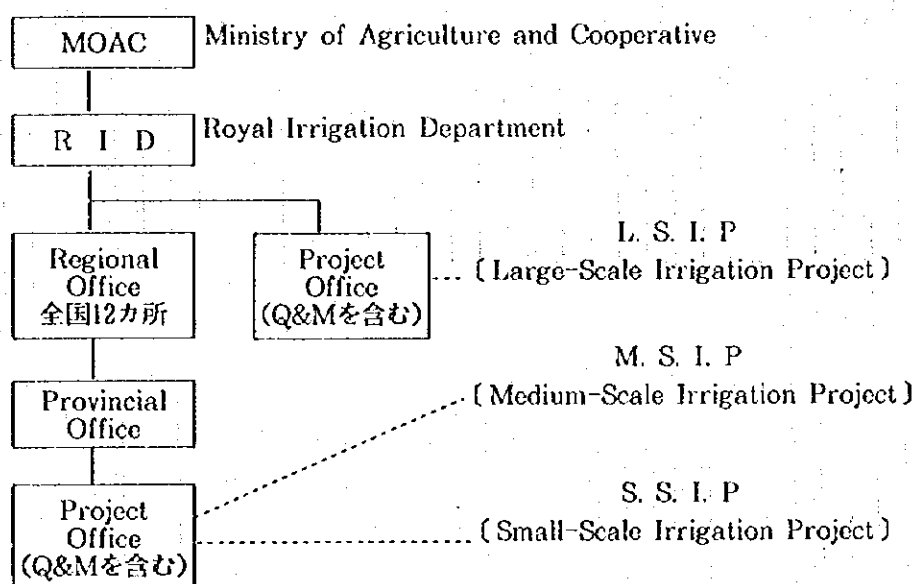 MOAC
Ministry of Agriculture and Cooperative
R I D
Royal Irrigation Department
Regional
Office
全国12カ所
Project
Office
(Q&Mを含む)
L. S. I. P
(Large-Scale Irrigation Project)
Provincial
Office
M. S. I. P
(Medium-Scale Irrigation Project)
Project
Office
(Q&Mを含む)
S. S. I. P
(Small-Scale Irrigation Project)